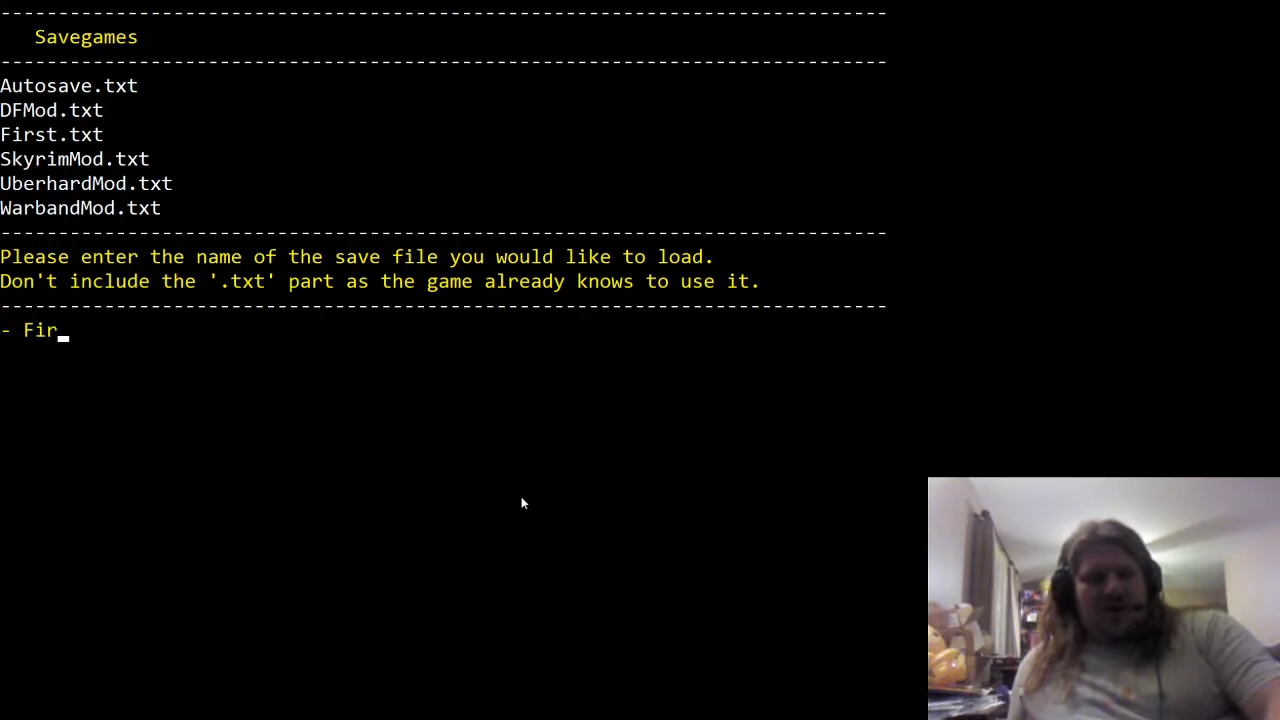 Savegames
Autosave.txt
DFMod.txt
First.txt
SkyrimMod.txt
UberhardMod.txt
WarbandMod.txt
Please enter the name of the save file you would like to load.
Don't include the '.txt' part as the game already knows to use it.
- Fir_